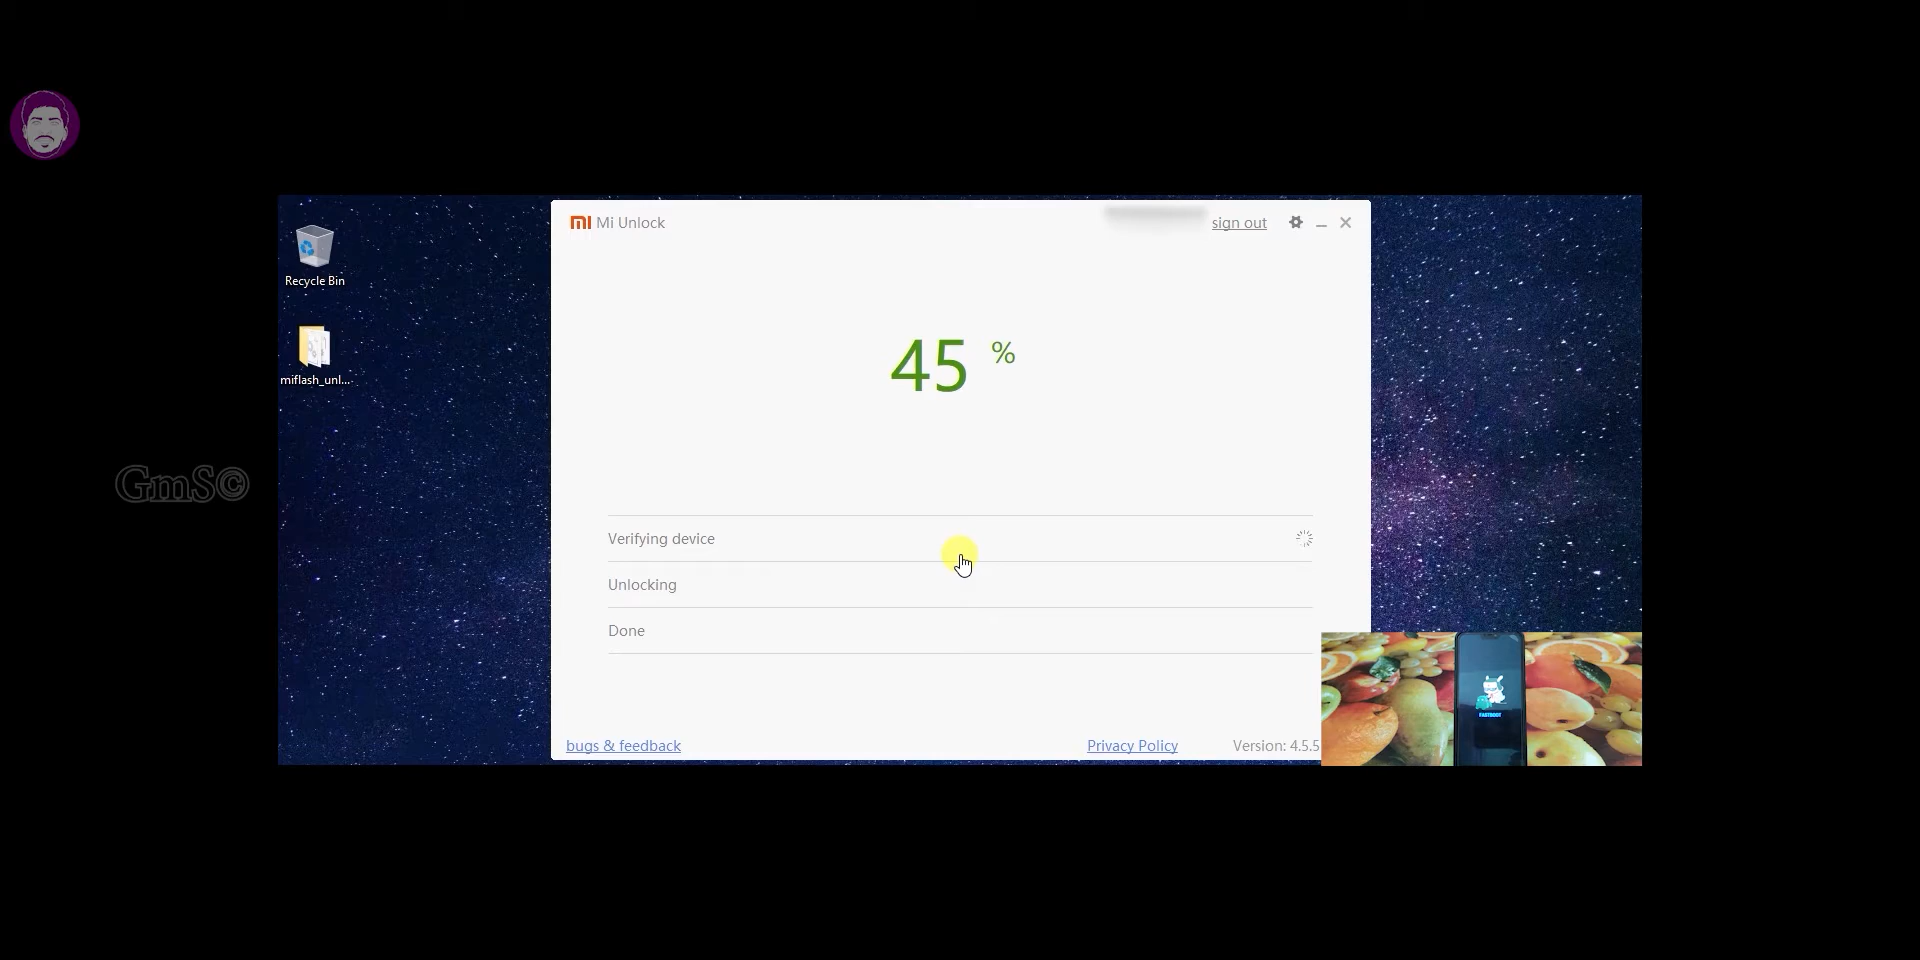 Mi Unlock
sign out
Recycle Bin
45 %
miflash_unl...
GmS©
Verifying device
Unlocking
Done
FASTBOOT
bugs & feedback
Privacy Policy
Version: 4.5.5